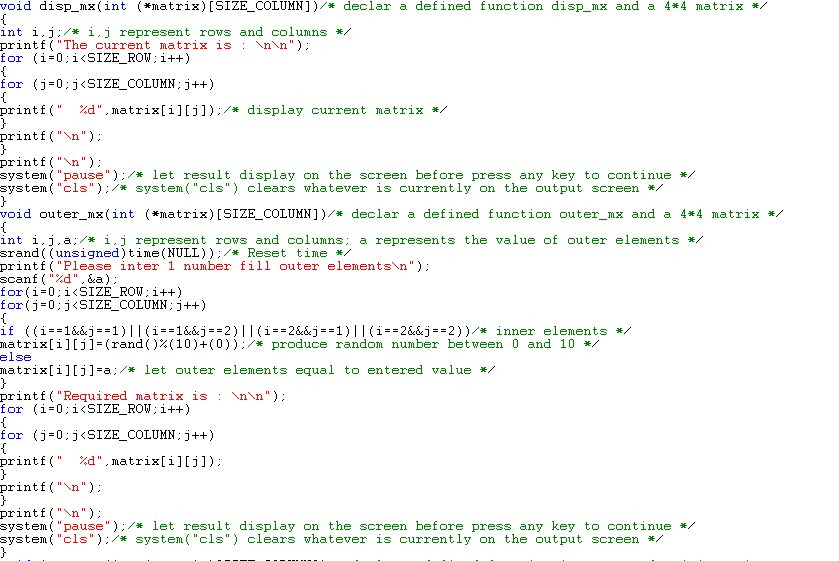 void disp_mx(int (*matrix)[SIZE_COLUMN])/* declar a defined function disp_mx and a 4*4 matrix */
{
int i,j;/* i,j represent rows and columns */
printf("The current matrix is : \n\n");
for (i=0;i<SIZE_ROW;i++)
{
for (j=0;j<SIZE_COLUMN;j++)
{
printf("  %d",matrix[i][j]);/* display current matrix */
}
printf("\n");
}
printf("\n");
system("pause");/* let result display on the screen before press any key to continue */
system("cls");/* system("cls") clears whatever is currently on the output screen */
}
void outer_mx(int (*matrix)[SIZE_COLUMN])/* declar a defined function outer_mx and a 4*4 matrix */
{
int i,j,a;/* i,j represent rows and columns; a represents the value of outer elements */
srand((unsigned)time(NULL));/* Reset time */
printf("Please inter 1 number fill outer elements\n");
scanf("%d",&a);
for(i=0;i<SIZE_ROW;i++)
for(j=0;j<SIZE_COLUMN;j++)
{
if ((i==1&&j==1)||(i==1&&j==2)||(i==2&&j==1)||(i==2&&j==2))/* inner elements */
matrix[i][j]=(rand()%(10)+(0));/* produce random number between 0 and 10 */
else
matrix[i][j]=a;/* let outer elements equal to entered value */
}
printf("Required matrix is : \n\n");
for (i=0;i<SIZE_ROW;i++)
{
for (j=0;j<SIZE_COLUMN;j++)
{
printf("  %d",matrix[i][j]);
}
printf("\n");
}
printf("\n");
system("pause");/* let result display on the screen before press any key to continue */
system("cls");/* system("cls") clears whatever is currently on the output screen */
}